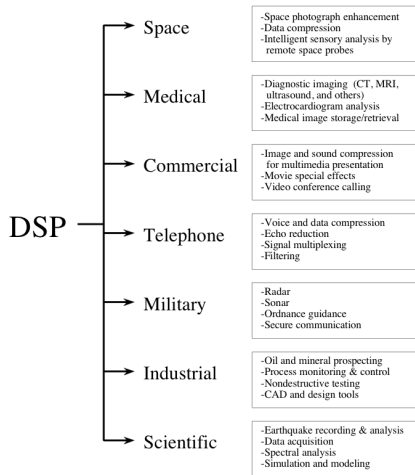 DSP
Space
-Space photograph enhancement
-Data compression
-Intelligent sensory analysis by
remote space probes
Medical
-Diagnostic imaging (CT, MRI,
ultrasound, and others)
-Electrocardiogram analysis
-Medical image storage/retrieval
Commercial
-Image and sound compression
for multimedia presentation
-Movie special effects
-Video conference calling
Telephone
-Voice and data compression
-Echo reduction
-Signal multiplexing
-Filtering
Military
-Radar
-Sonar
-Ordnance guidance
-Secure communication
Industrial
-Oil and mineral prospecting
-Process monitoring & control
-Nondestructive testing
-CAD and design tools
Scientific
-Earthquake recording & analysis
-Data acquisition
-Spectral analysis
-Simulation and modeling